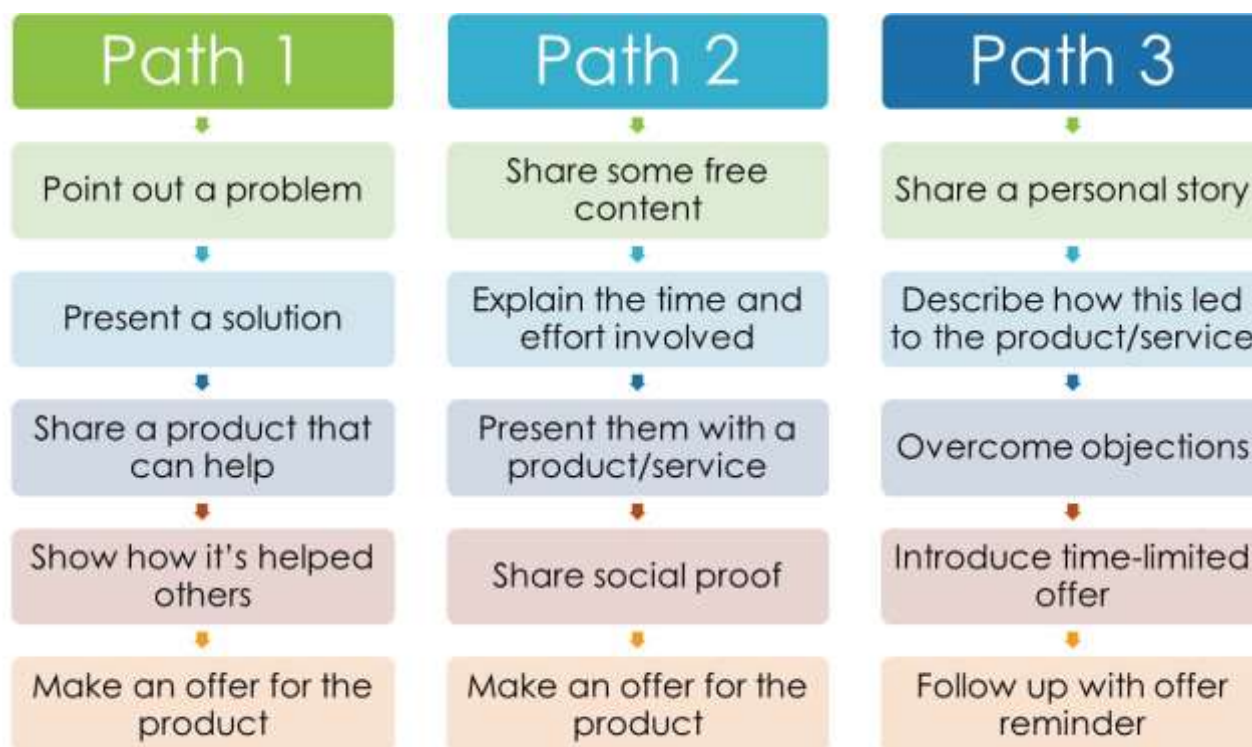 Path 1
Point out a problem
Present a solution
Share a product that
can help
Show how it's helped
others
Make an offer for the
product
Path 2
Share some free
content
Explain the time and
effort involved
Present them with a
product/service
Share social proof
Make an offer for the
product
Path 3
Share a personal story
Describe how this led
to the product/service
Overcome objections
Introduce time-limited
offer
Follow up with offer
reminder